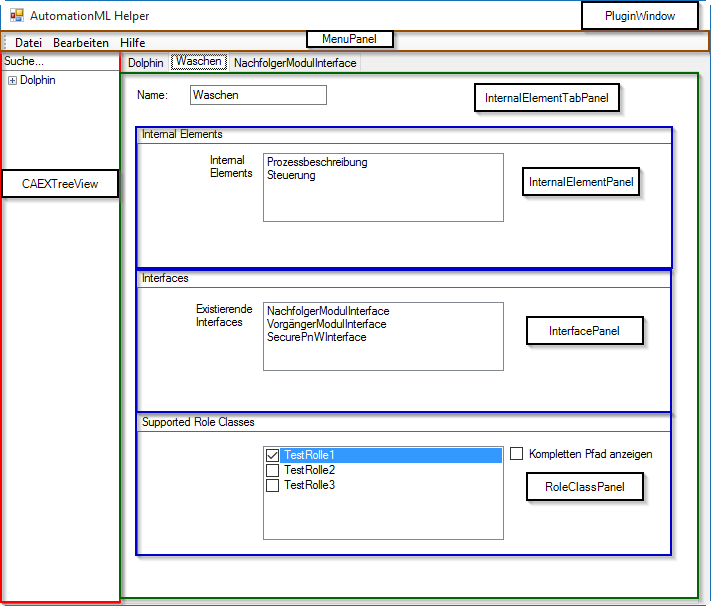 AutomationML Helper
PluginWindow
Datei Bearbeiten Hilfe
MenuPanel
Suche...
Dolphin
CAEXTreeView
Dolphin Waschen NachfolgerModulInterface
Name: Waschen
InternalElementTabPanel
Internal Elements
Internal
Elements
Prozessbeschreibung
Steuerung
InternalElementPanel
Interfaces
Existierende
Interfaces
NachfolgerModulInterface
VorgängerModulInterface
SecurePnWInterface
InterfacePanel
Supported Role Classes
TestRolle1
TestRolle2
TestRolle3
Kompletten Pfad anzeigen
RoleClassPanel